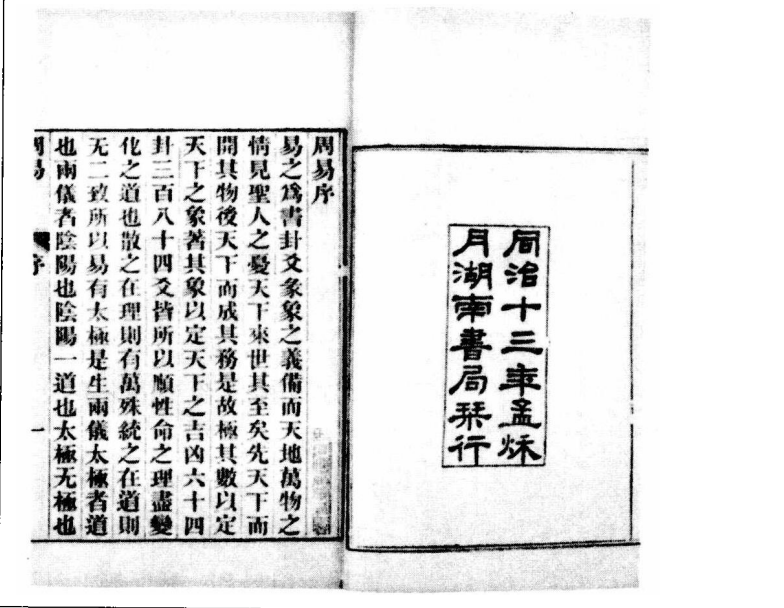 同治十三年孟秌
月湖南書局栞行
周易序
易之爲書卦爻彖象之義備而天地萬物之
情見聖人之憂天下來世其至矣先天下而
開其物後天下而成其務是故極其數以定
天下之象著其象以定天下之吉凶六十四
卦三百八十四爻皆所以順性命之理盡變
化之道也散之在理則有萬殊統之在道則
无二致所以易有太極是生兩儀太極者道
也兩儀者陰陽也陰陽一道也太極无極也
周易 序 一